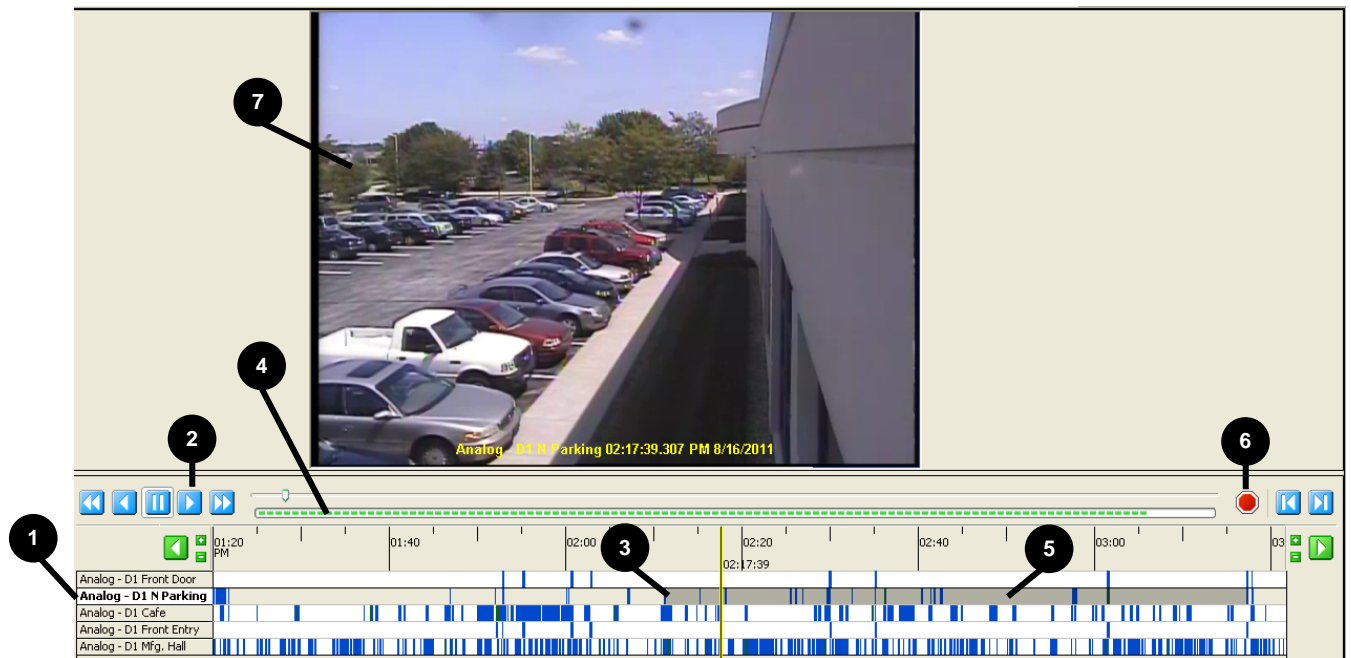 7
Analog - D1 N Parking 02:17:39.307 PM 8/16/2011
4
2
6
1
3
5
01:20 PM 01:40 02:00 02:20 02:40 03:00 03
02:17:39
Analog - D1 Front Door
Analog - D1 N Parking
Analog - D1 Cafe
Analog - D1 Front Entry
Analog - D1 Mfg. Hall